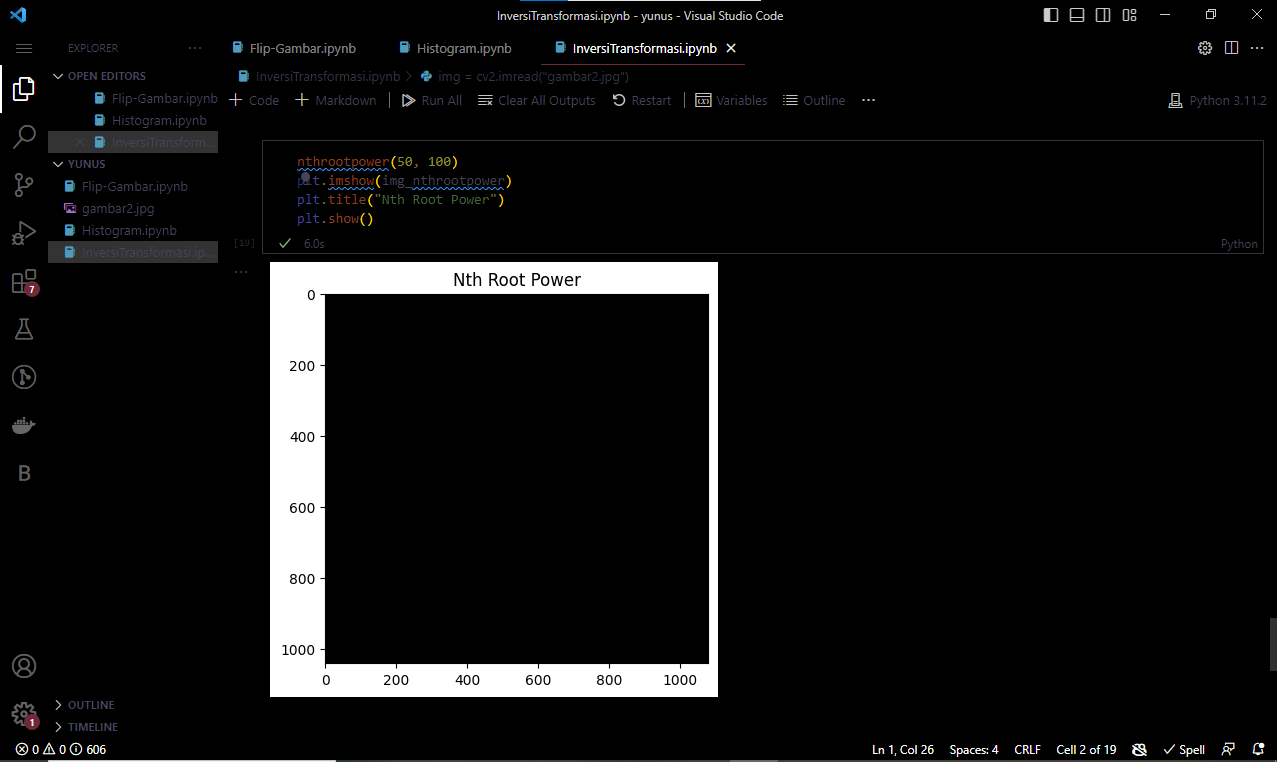 InversiTransformasi.ipynb - yunus - Visual Studio Code
EXPLORER
Flip-Gambar.ipynb
Histogram.ipynb
InversiTransformasi.ipynb
OPEN EDITORS
Flip-Gambar.ipynb
Histogram.ipynb
InversiTransform...
YUNUS
Flip-Gambar.ipynb
gambar2.jpg
Histogram.ipynb
InversiTransformasi.ip...
7
B
1
OUTLINE
TIMELINE
InversiTransformasi.ipynb > img = cv2.imread("gambar2.jpg")
Code Markdown Run All Clear All Outputs Restart Variables Outline ... Python 3.11.2
nthrootpower(50, 100)
plt.imshow(img_nthrootpower)
plt.title("Nth Root Power")
plt.show()
[19] 6.0s Python
Nth Root Power
0
200
400
600
800
1000
0 200 400 600 800 1000
0 0 606 Ln 1, Col 26 Spaces: 4 CRLF Cell 2 of 19 Spell